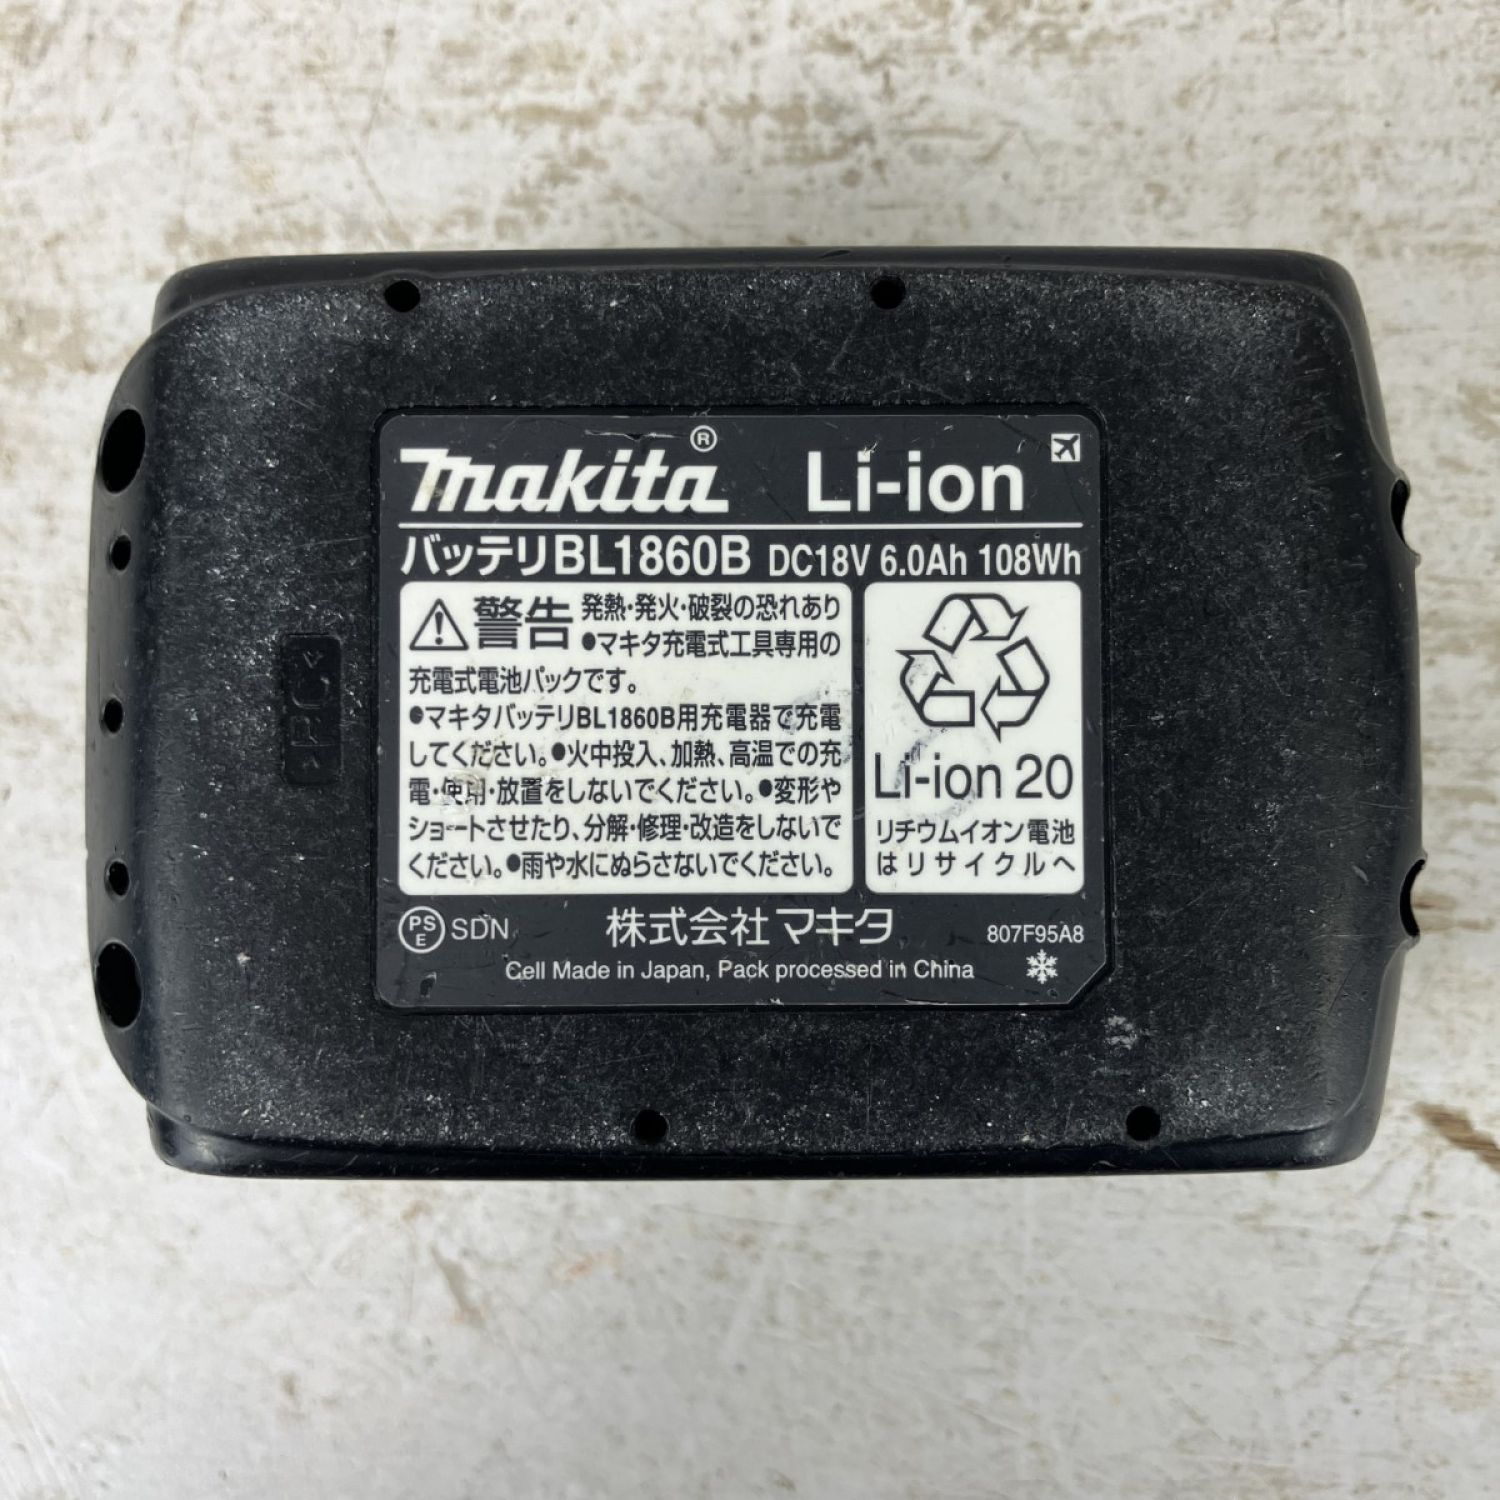 makita® Li-ion
バッテリBL1860B DC18V 6.0Ah 108Wh
警告 発熱・発火・破裂の恐れあり
●マキタ充電式工具専用の
充電式電池パックです。
●マキタバッテリBL1860B用充電器で充電
してください。●火中投入、加熱、高温での充
電・使用・放置をしないでください。●変形や
ショートさせたり、分解・修理・改造をしないで
ください。●雨や水にぬらさないでください。
Li-ion 20
リチウムイオン電池
はリサイクルへ
PSE SDN 株式会社マキタ 807F95A8
Cell Made in Japan, Pack processed in China
>PC<